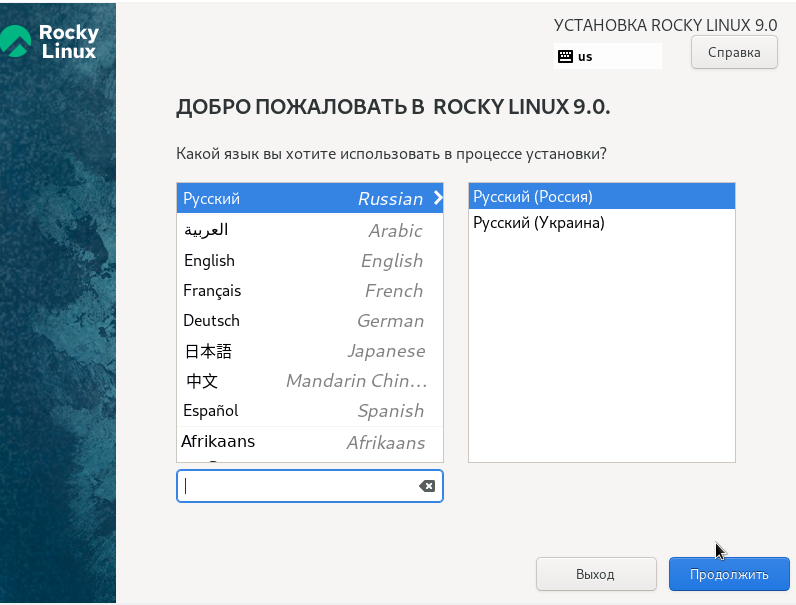 Rocky
Linux
УСТАНОВКА ROCKY LINUX 9.0
us
Справка
ДОБРО ПОЖАЛОВАТЬ В ROCKY LINUX 9.0.
Какой язык вы хотите использовать в процессе установки?
Русский Russian
العربية Arabic
English English
Français French
Deutsch German
日本語 Japanese
中文 Mandarin Chin...
Español Spanish
Afrikaans Afrikaans
Русский (Россия)
Русский (Украина)
Выход
Продолжить